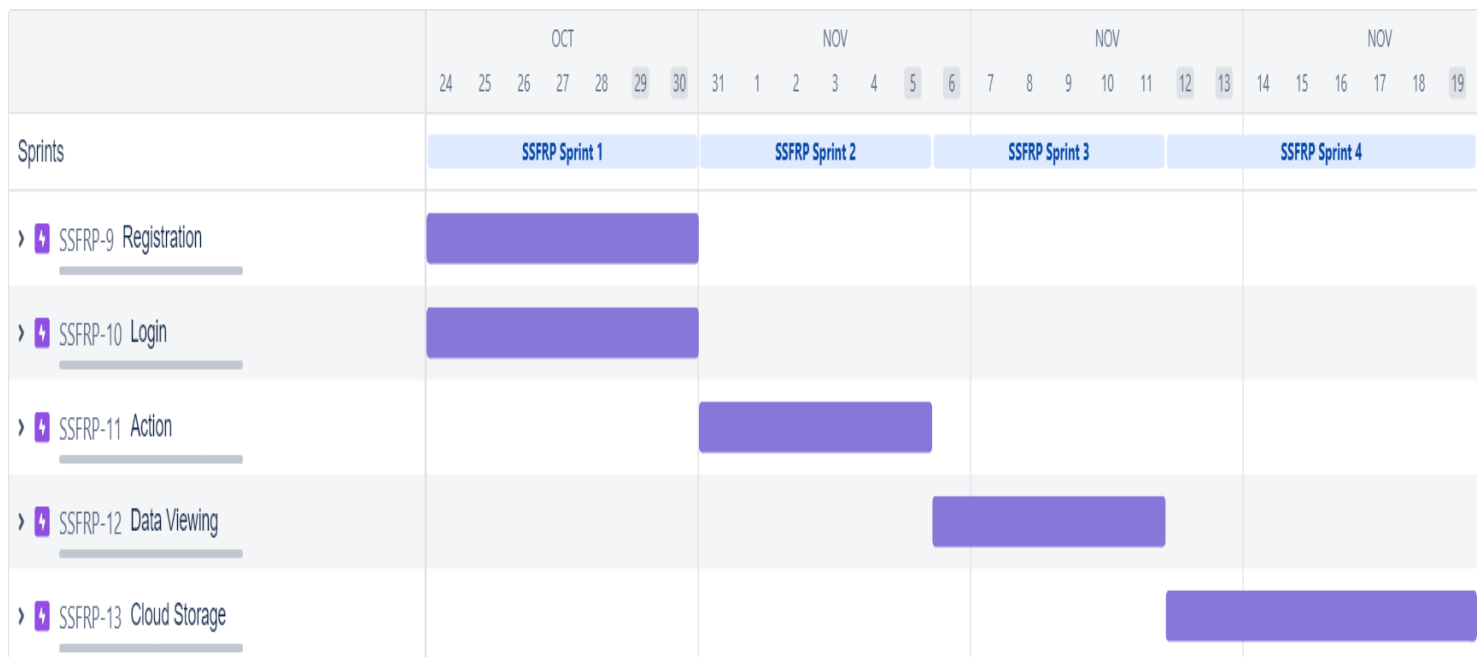 OCT NOV NOV NOV
24 25 26 27 28 29 30 31 1 2 3 4 5 6 7 8 9 10 11 12 13 14 15 16 17 18 19
Sprints SSFRP Sprint 1 SSFRP Sprint 2 SSFRP Sprint 3 SSFRP Sprint 4
SSFRP-9 Registration
SSFRP-10 Login
SSFRP-11 Action
SSFRP-12 Data Viewing
SSFRP-13 Cloud Storage